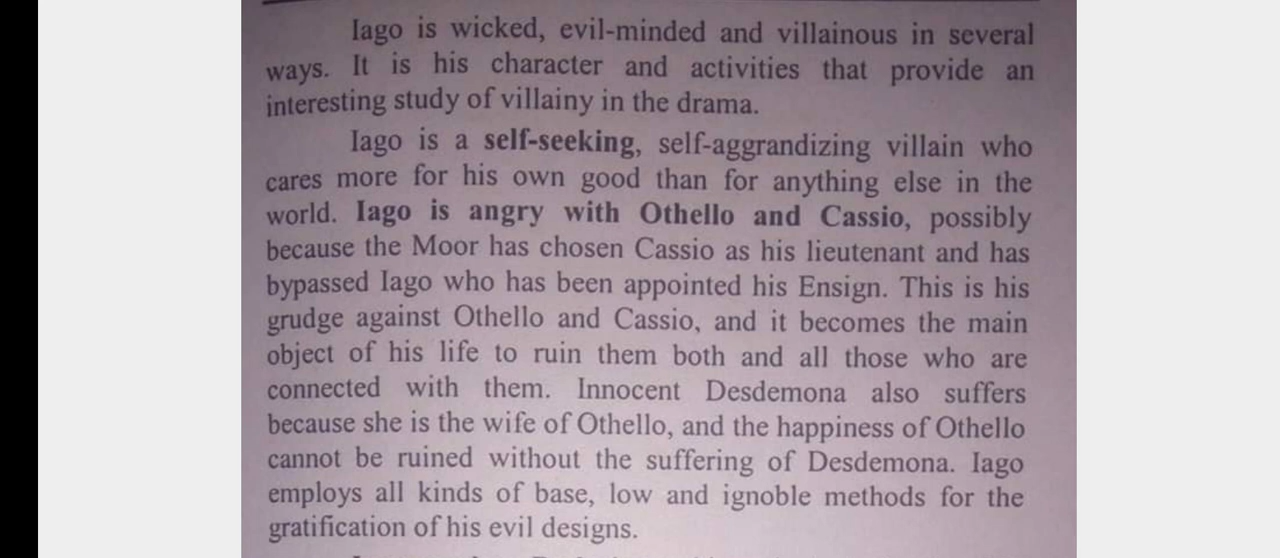 Iago is wicked, evil-minded and villainous in several
ways. It is his character and activities that provide an
interesting study of villainy in the drama.
Iago is a self-seeking, self-aggrandizing villain who
cares more for his own good than for anything else in the
world. Iago is angry with Othello and Cassio, possibly
because the Moor has chosen Cassio as his lieutenant and has
bypassed Iago who has been appointed his Ensign. This is his
grudge against Othello and Cassio, and it becomes the main
object of his life to ruin them both and all those who are
connected with them. Innocent Desdemona also suffers
because she is the wife of Othello, and the happiness of Othello
cannot be ruined without the suffering of Desdemona. Iago
employs all kinds of base, low and ignoble methods for the
gratification of his evil designs.